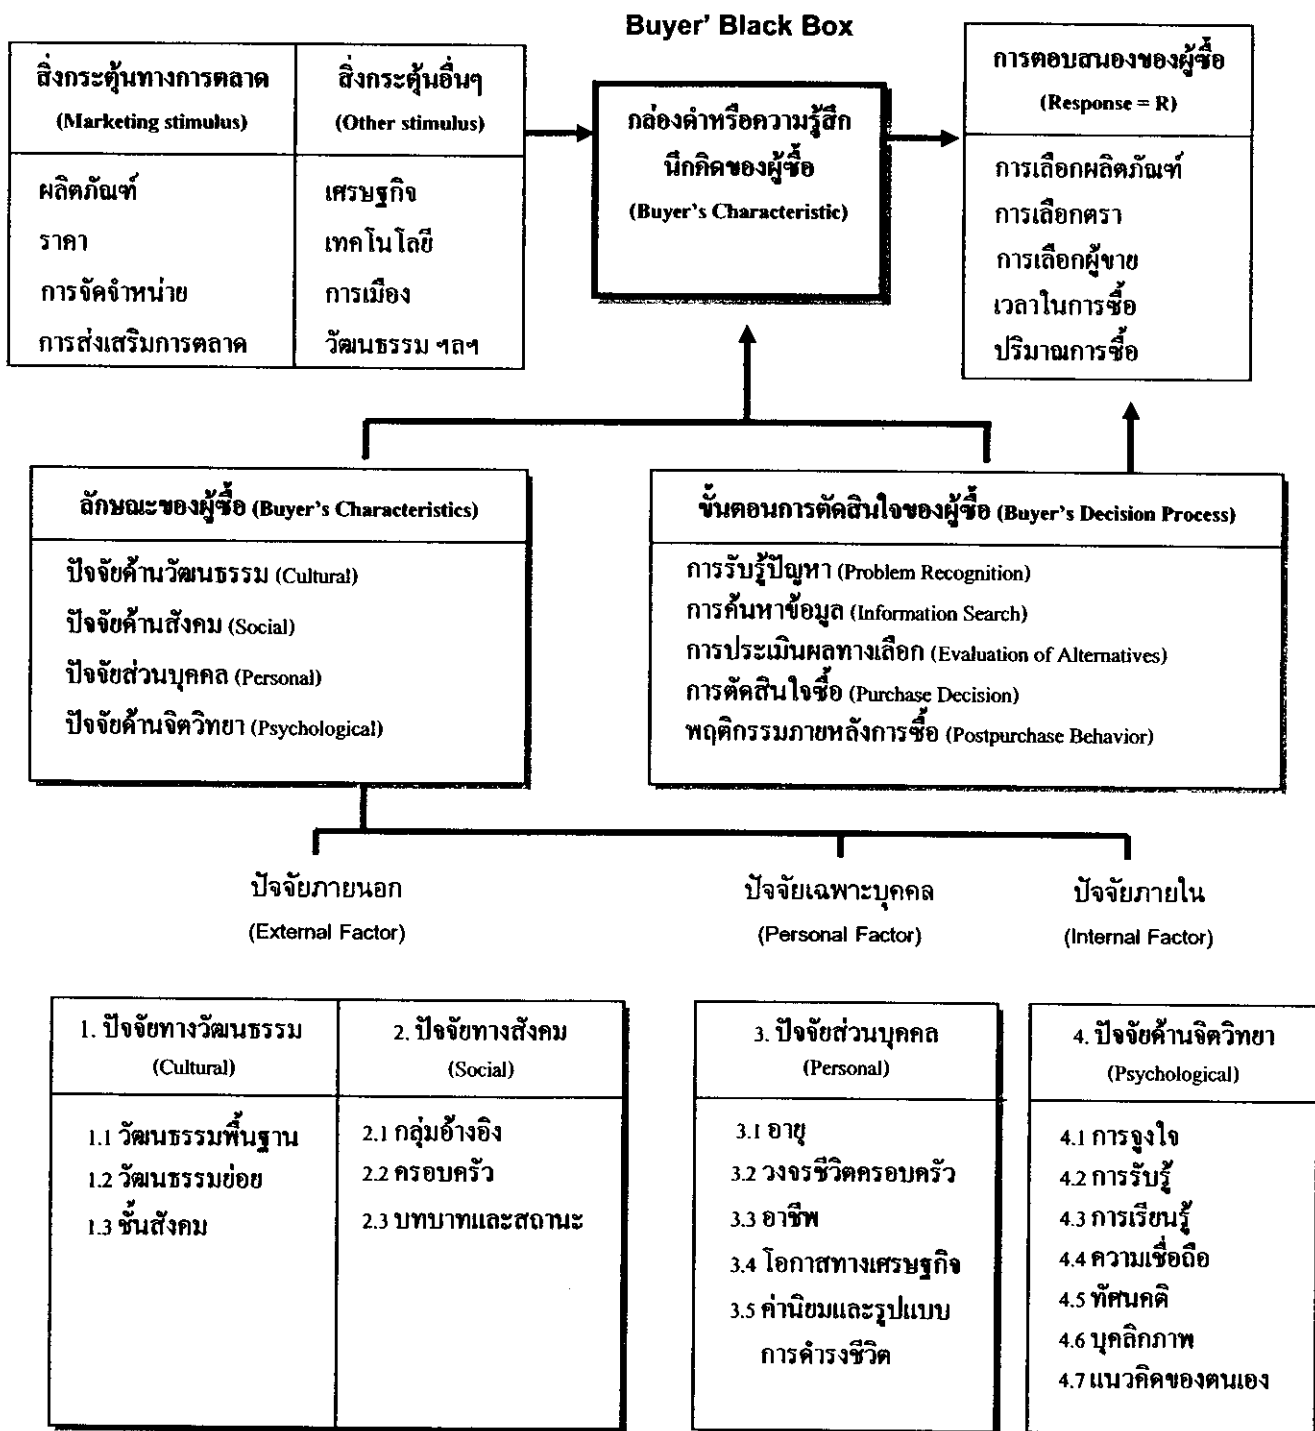 Buyer' Black Box
สิ่งกระตุ้นทางการตลาด
(Marketing stimulus)
ผลิตภัณฑ์
ราคา
การจัดจำหน่าย
การส่งเสริมการตลาด
สิ่งกระตุ้นอื่นๆ
(Other stimulus)
เศรษฐกิจ
เทคโนโลยี
การเมือง
วัฒนธรรม ฯลฯ
กล่องดำหรือความรู้สึก
นึกคิดของผู้ซื้อ
(Buyer's Characteristic)
การตอบสนองของผู้ซื้อ
(Response = R)
การเลือกผลิตภัณฑ์
การเลือกตรา
การเลือกผู้ขาย
เวลาในการซื้อ
ปริมาณการซื้อ
ลักษณะของผู้ซื้อ (Buyer's Characteristics)
ปัจจัยด้านวัฒนธรรม (Cultural)
ปัจจัยด้านสังคม (Social)
ปัจจัยส่วนบุคคล (Personal)
ปัจจัยด้านจิตวิทยา (Psychological)
ขั้นตอนการตัดสินใจของผู้ซื้อ (Buyer's Decision Process)
การรับรู้ปัญหา (Problem Recognition)
การค้นหาข้อมูล (Information Search)
การประเมินผลทางเลือก (Evaluation of Alternatives)
การตัดสินใจซื้อ (Purchase Decision)
พฤติกรรมภายหลังการซื้อ (Postpurchase Behavior)
ปัจจัยภายนอก
(External Factor)
ปัจจัยเฉพาะบุคคล
(Personal Factor)
ปัจจัยภายใน
(Internal Factor)
1. ปัจจัยทางวัฒนธรรม
(Cultural)
1.1 วัฒนธรรมพื้นฐาน
1.2 วัฒนธรรมย่อย
1.3 ชั้นสังคม
2. ปัจจัยทางสังคม
(Social)
2.1 กลุ่มอ้างอิง
2.2 ครอบครัว
2.3 บทบาทและสถานะ
3. ปัจจัยส่วนบุคคล
(Personal)
3.1 อายุ
3.2 วงจรชีวิตครอบครัว
3.3 อาชีพ
3.4 โอกาสทางเศรษฐกิจ
3.5 ค่านิยมและรูปแบบ
การดำรงชีวิต
4. ปัจจัยด้านจิตวิทยา
(Psychological)
4.1 การจูงใจ
4.2 การรับรู้
4.3 การเรียนรู้
4.4 ความเชื่อถือ
4.5 ทัศนคติ
4.6 บุคลิกภาพ
4.7 แนวคิดของตนเอง